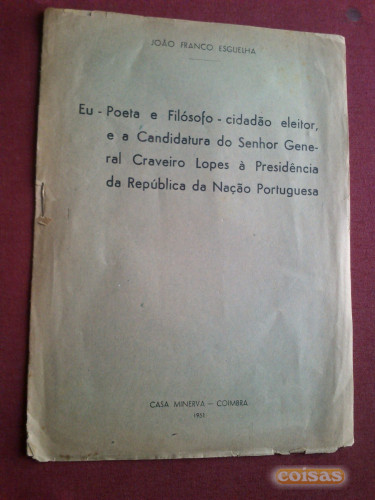 JOÃO FRANCO ESGUELHA
Eu - Poeta e Filósofo - cidadão eleitor,
e a Candidatura do Senhor Gene-
ral Craveiro Lopes à Presidência
da República da Nação Portuguesa
CASA MINERVA — COIMBRA
1951
coisas